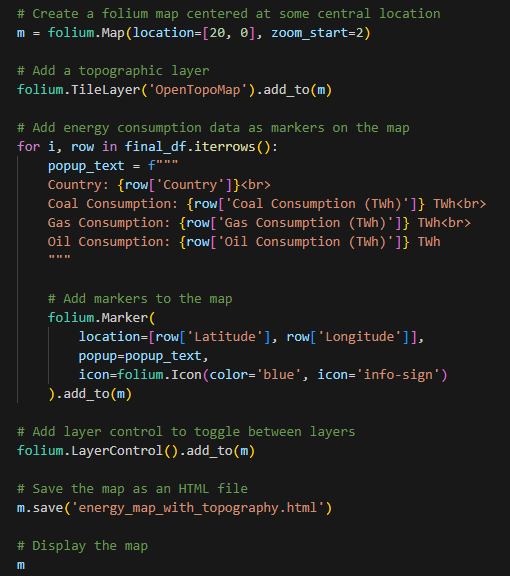 # Create a folium map centered at some central location
m = folium.Map(location=[20, 0], zoom_start=2)
# Add a topographic layer
folium.TileLayer('OpenTopoMap').add_to(m)
# Add energy consumption data as markers on the map
for i, row in final_df.iterrows():
    popup_text = f"""
    Country: {row['Country']}<br>
    Coal Consumption: {row['Coal Consumption (TWh)']} TWh<br>
    Gas Consumption: {row['Gas Consumption (TWh)']} TWh<br>
    Oil Consumption: {row['Oil Consumption (TWh)']} TWh
    """
    # Add markers to the map
    folium.Marker(
        location=[row['Latitude'], row['Longitude']],
        popup=popup_text,
        icon=folium.Icon(color='blue', icon='info-sign')
    ).add_to(m)
# Add layer control to toggle between layers
folium.LayerControl().add_to(m)
# Save the map as an HTML file
m.save('energy_map_with_topography.html')
# Display the map
m